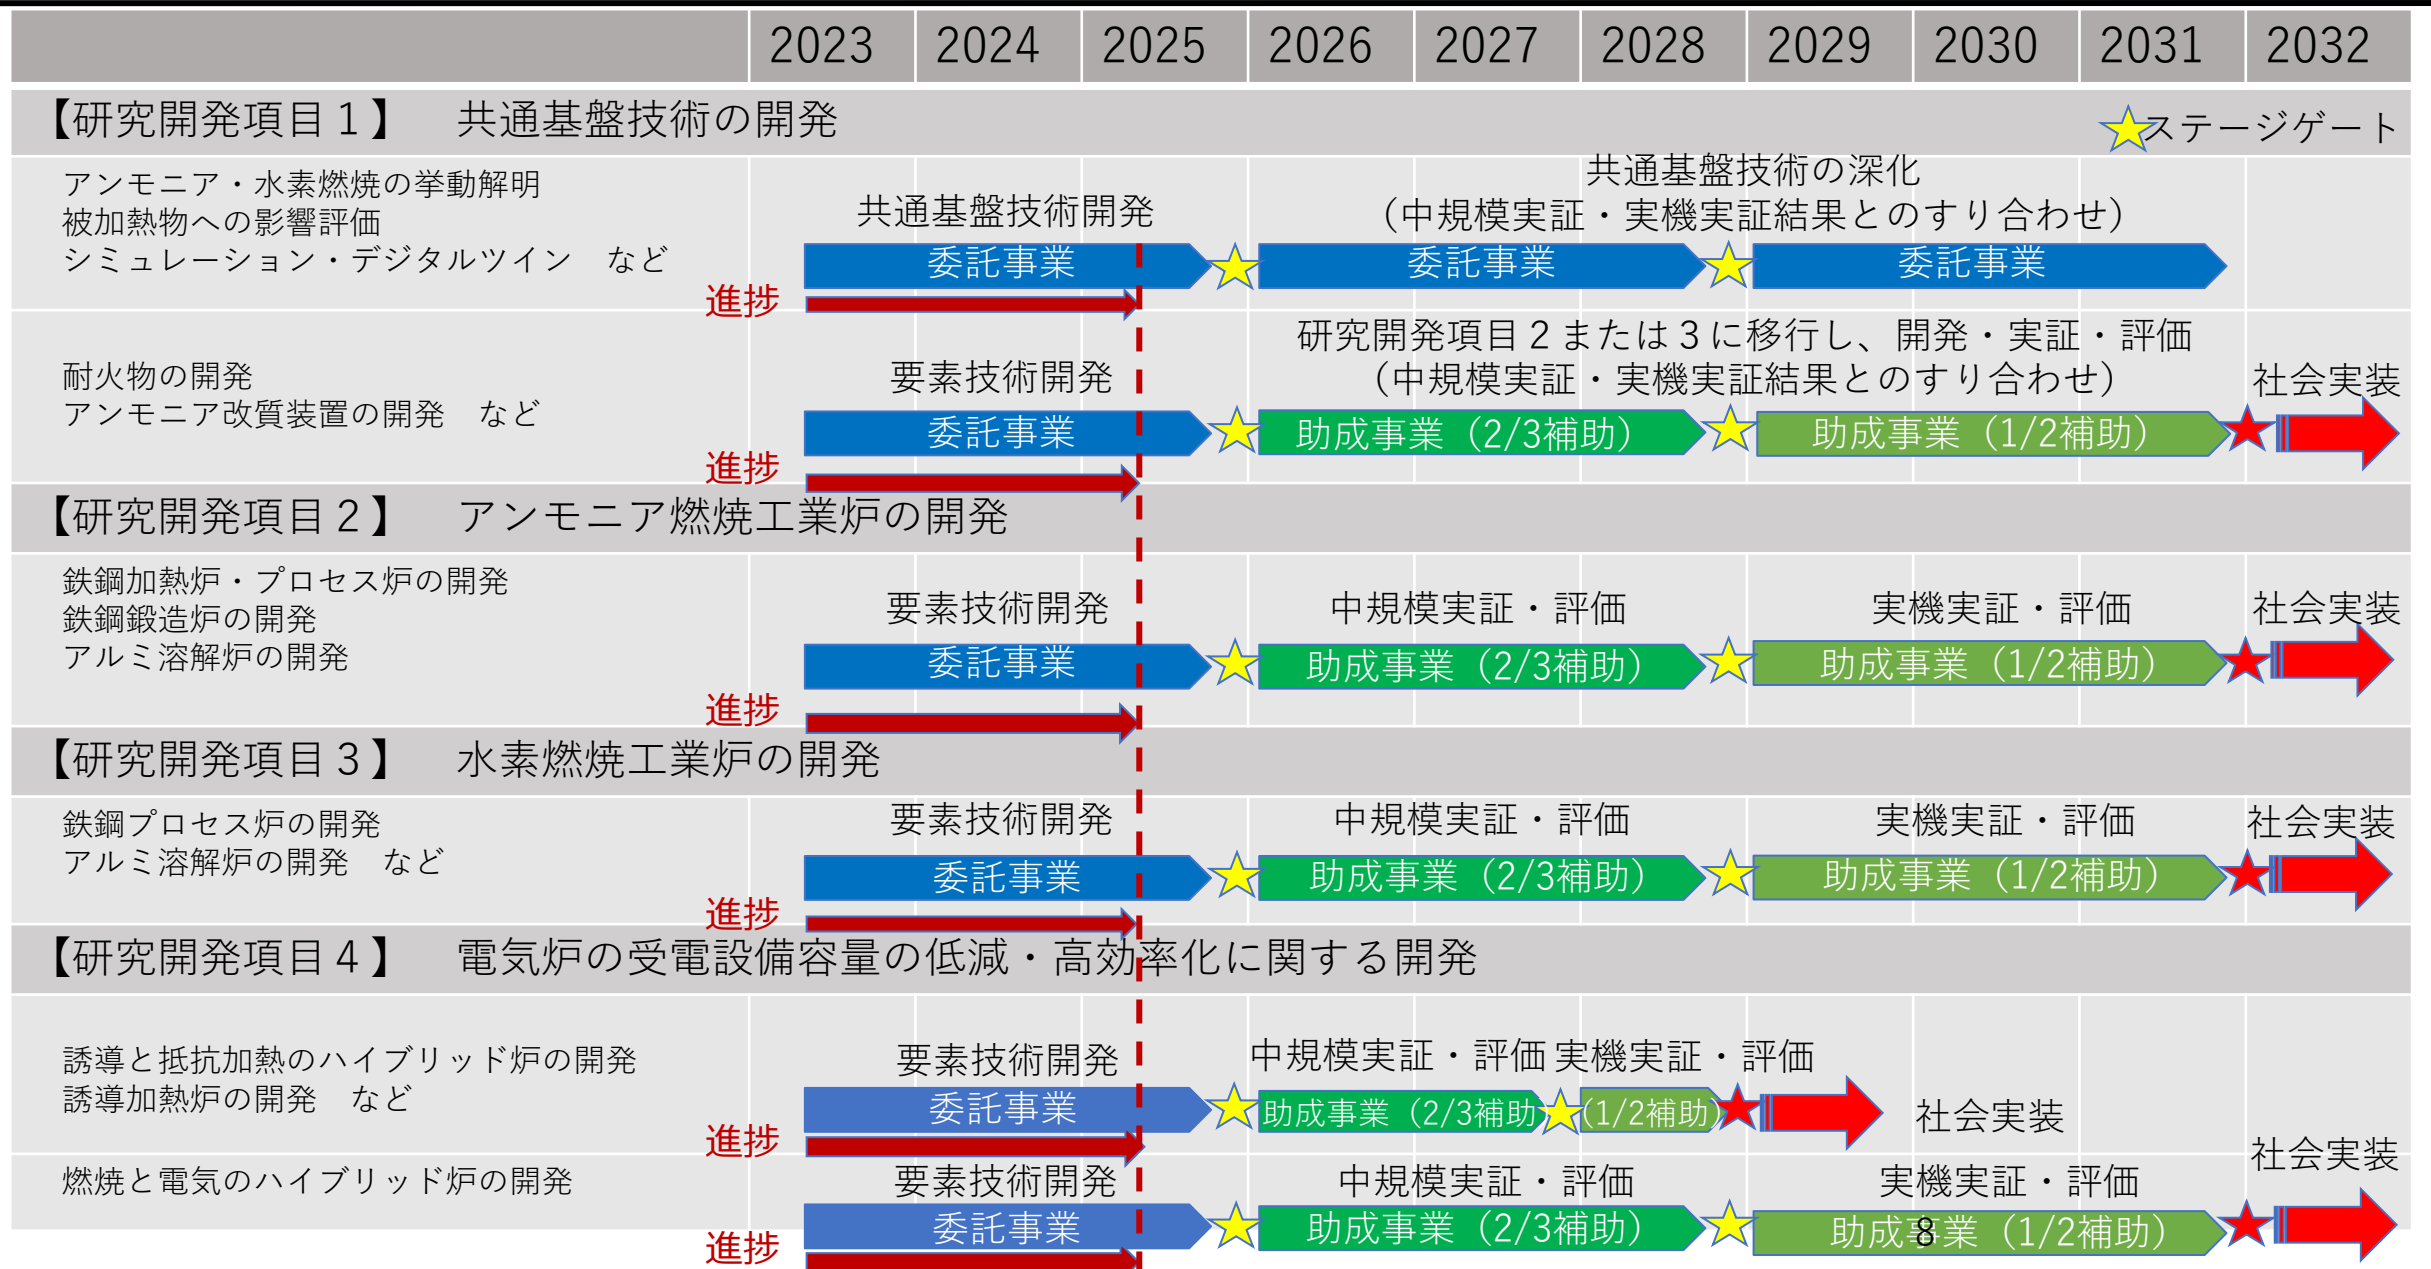 2023 2024 2025 2026 2027 2028 2029 2030 2031 2032
【研究開発項目１】　共通基盤技術の開発
ステージゲート
アンモニア・水素燃焼の挙動解明
被加熱物への影響評価
シミュレーション・デジタルツイン　など
共通基盤技術開発
共通基盤技術の深化
（中規模実証・実機実証結果とのすり合わせ）
委託事業 委託事業 委託事業
進捗
耐火物の開発
アンモニア改質装置の開発　など
要素技術開発
研究開発項目２または３に移行し、開発・実証・評価
（中規模実証・実機実証結果とのすり合わせ）
社会実装
委託事業 助成事業（2/3補助） 助成事業（1/2補助）
進捗
【研究開発項目２】　アンモニア燃焼工業炉の開発
鉄鋼加熱炉・プロセス炉の開発
鉄鋼鍛造炉の開発
アルミ溶解炉の開発
要素技術開発 中規模実証・評価 実機実証・評価 社会実装
委託事業 助成事業（2/3補助） 助成事業（1/2補助）
進捗
【研究開発項目３】　水素燃焼工業炉の開発
鉄鋼プロセス炉の開発
アルミ溶解炉の開発　など
要素技術開発 中規模実証・評価 実機実証・評価 社会実装
委託事業 助成事業（2/3補助） 助成事業（1/2補助）
進捗
【研究開発項目４】　電気炉の受電設備容量の低減・高効率化に関する開発
誘導と抵抗加熱のハイブリッド炉の開発
誘導加熱炉の開発　など
要素技術開発 中規模実証・評価 実機実証・評価
委託事業 助成事業（2/3補助 (1/2補助) 社会実装
進捗
燃焼と電気のハイブリッド炉の開発
要素技術開発 中規模実証・評価 実機実証・評価 社会実装
委託事業 助成事業（2/3補助） 助成事業（1/2補助）
進捗
8